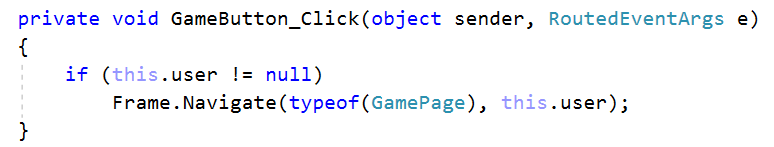 private void GameButton_Click(object sender, RoutedEventArgs e)
{
    if (this.user != null)
        Frame.Navigate(typeof(GamePage), this.user);
}